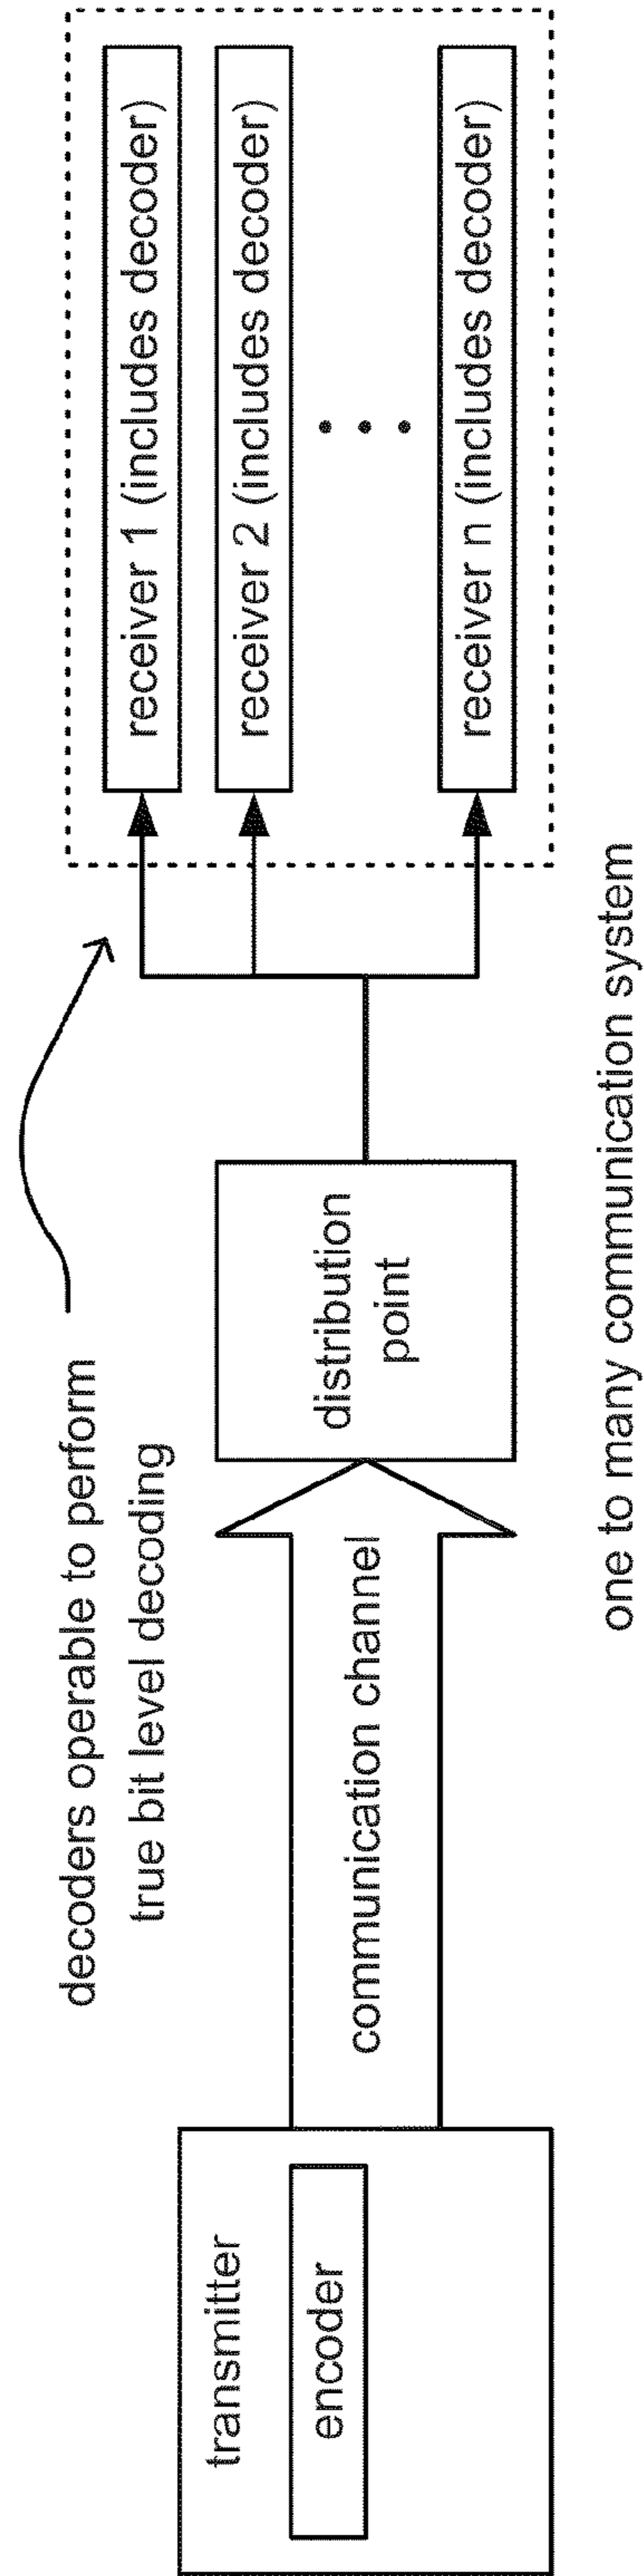 decoders operable to perform
true bit level decoding
transmitter
encoder
communication channel
distribution
point
receiver 1 (includes decoder)
receiver 2 (includes decoder)
receiver n (includes decoder)
one to many communication system